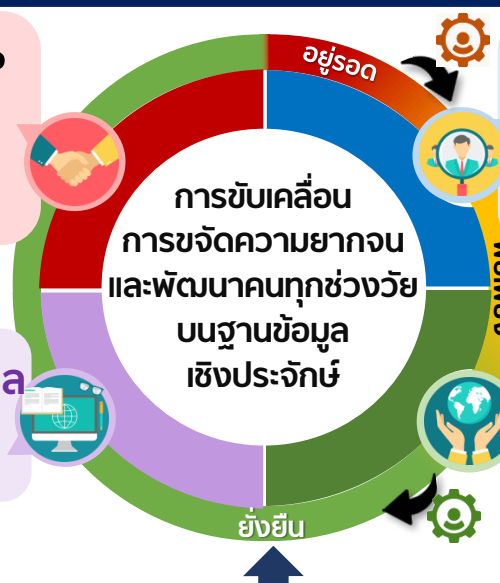 อยู่รอด
การขับเคลื่อน
การขจัดความยากจน
และพัฒนาคนทุกช่วงวัย
บนฐานข้อมูล
เชิงประจักษ์
ล
ยั่งยืน